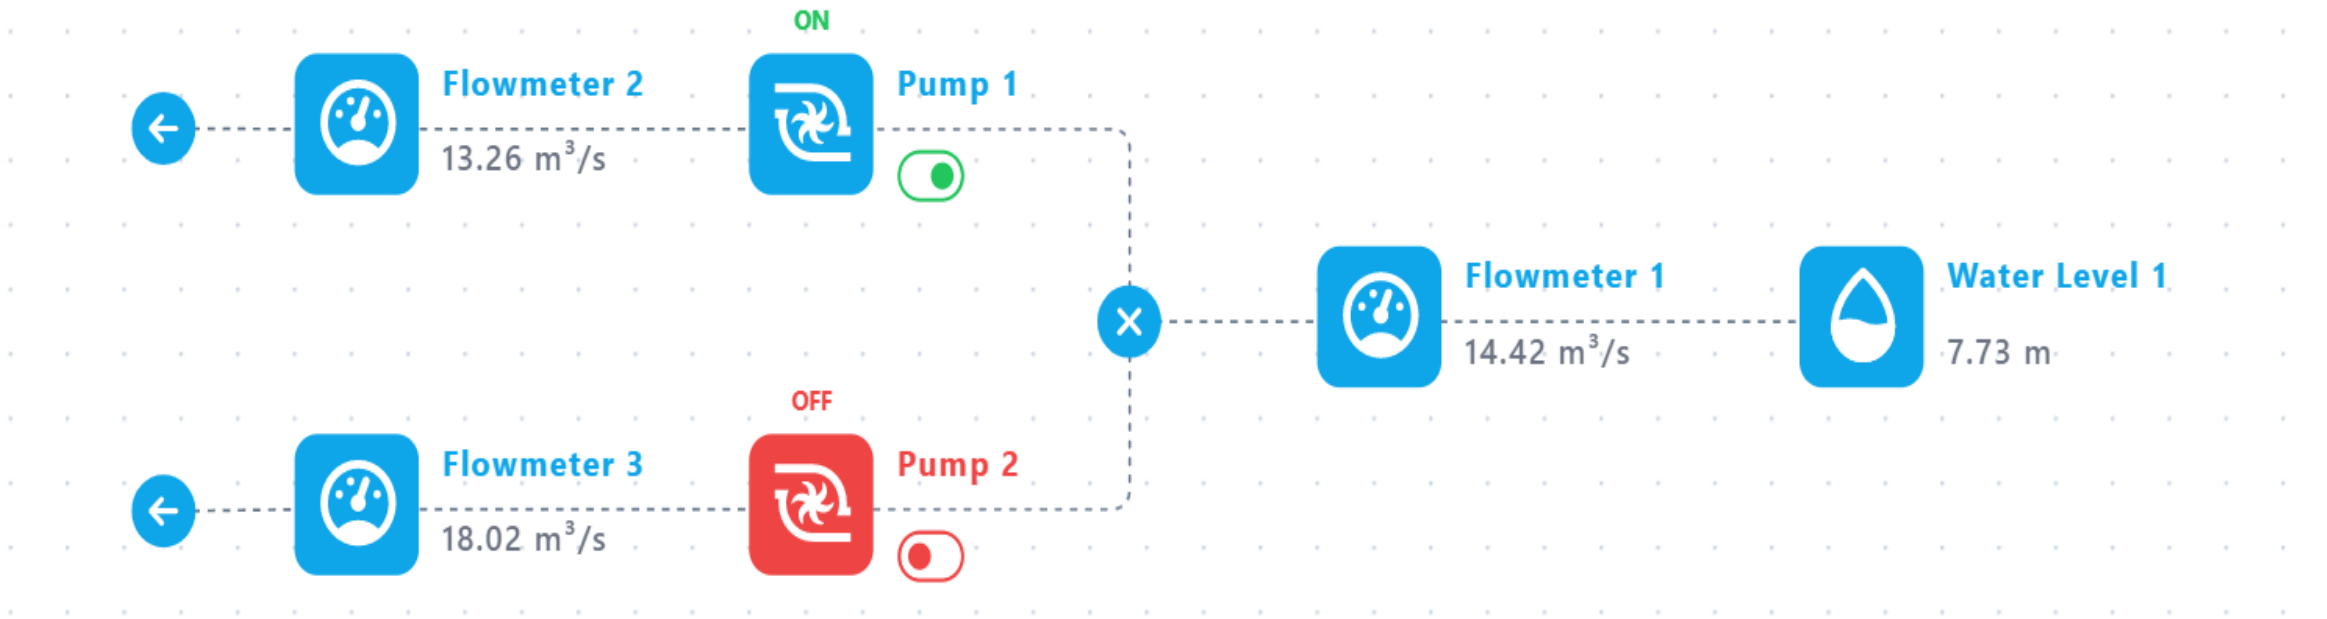 ON
Flowmeter 2
13.26 m³/s
Pump 1
Flowmeter 1
14.42 m³/s
Water Level 1
7.73 m
OFF
Flowmeter 3
18.02 m³/s
Pump 2